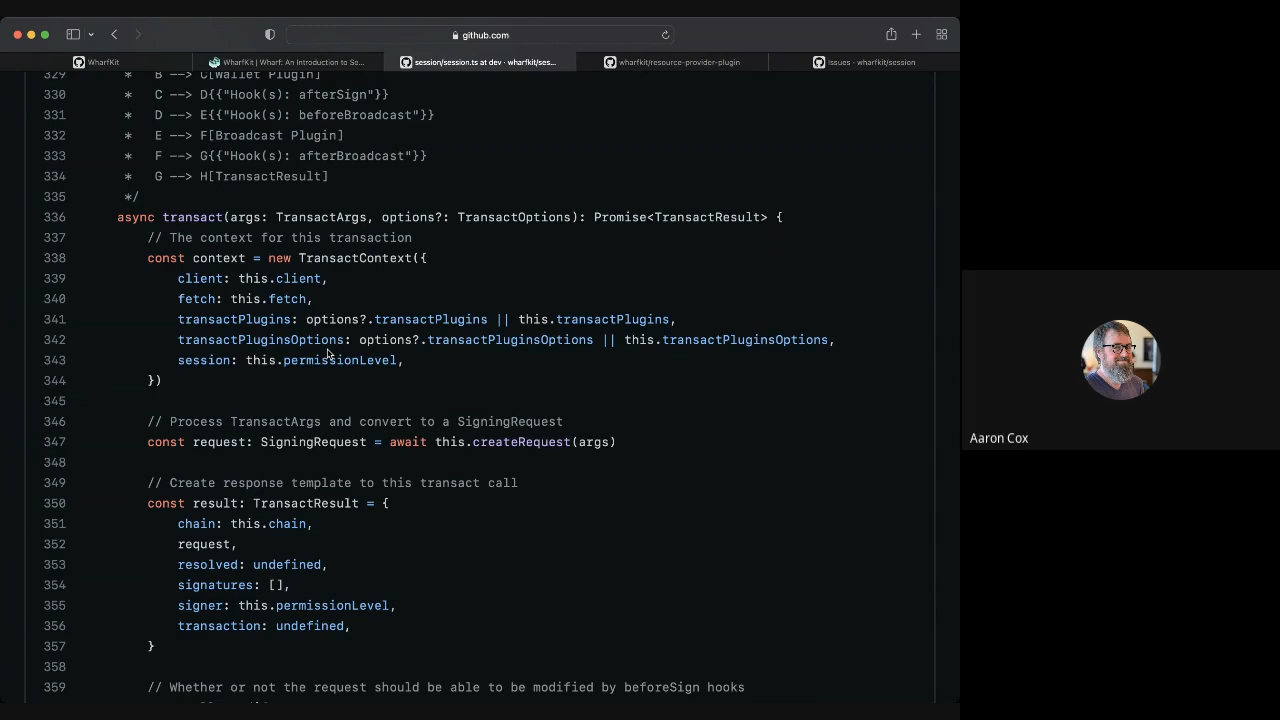 github.com
WharfKit
WharfKit | Wharf: An Introduction to Se...
session/session.ts at dev · wharfkit/ses...
wharfkit/resource-provider-plugin
Issues · wharfkit/session
329 * B --> C[Wallet Plugin]
330 * C --> D{{"Hook(s): afterSign"}}
331 * D --> E{{"Hook(s): beforeBroadcast"}}
332 * E --> F[Broadcast Plugin]
333 * F --> G{{"Hook(s): afterBroadcast"}}
334 * G --> H[TransactResult]
335 */
336 async transact(args: TransactArgs, options?: TransactOptions): Promise<TransactResult> {
337 // The context for this transaction
338 const context = new TransactContext({
339 client: this.client,
340 fetch: this.fetch,
341 transactPlugins: options?.transactPlugins || this.transactPlugins,
342 transactPluginsOptions: options?.transactPluginsOptions || this.transactPluginsOptions,
343 session: this.permissionLevel,
344 })
345
346 // Process TransactArgs and convert to a SigningRequest
347 const request: SigningRequest = await this.createRequest(args)
348
349 // Create response template to this transact call
350 const result: TransactResult = {
351 chain: this.chain,
352 request,
353 resolved: undefined,
354 signatures: [],
355 signer: this.permissionLevel,
356 transaction: undefined,
357 }
358
359 // Whether or not the request should be able to be modified by beforeSign hooks
Aaron Cox